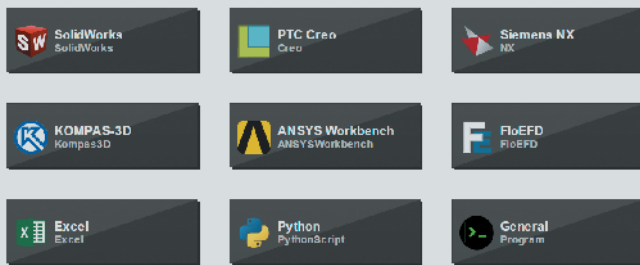 SolidWorks
SolidWorks
PTC Creo
Creo
Siemens NX
NX
KOMPAS-3D
Kompas3D
ANSYS Workbench
ANSYSWorkbench
FloEFD
FloEFD
Excel
Excel
Python
PythonScript
General
Program